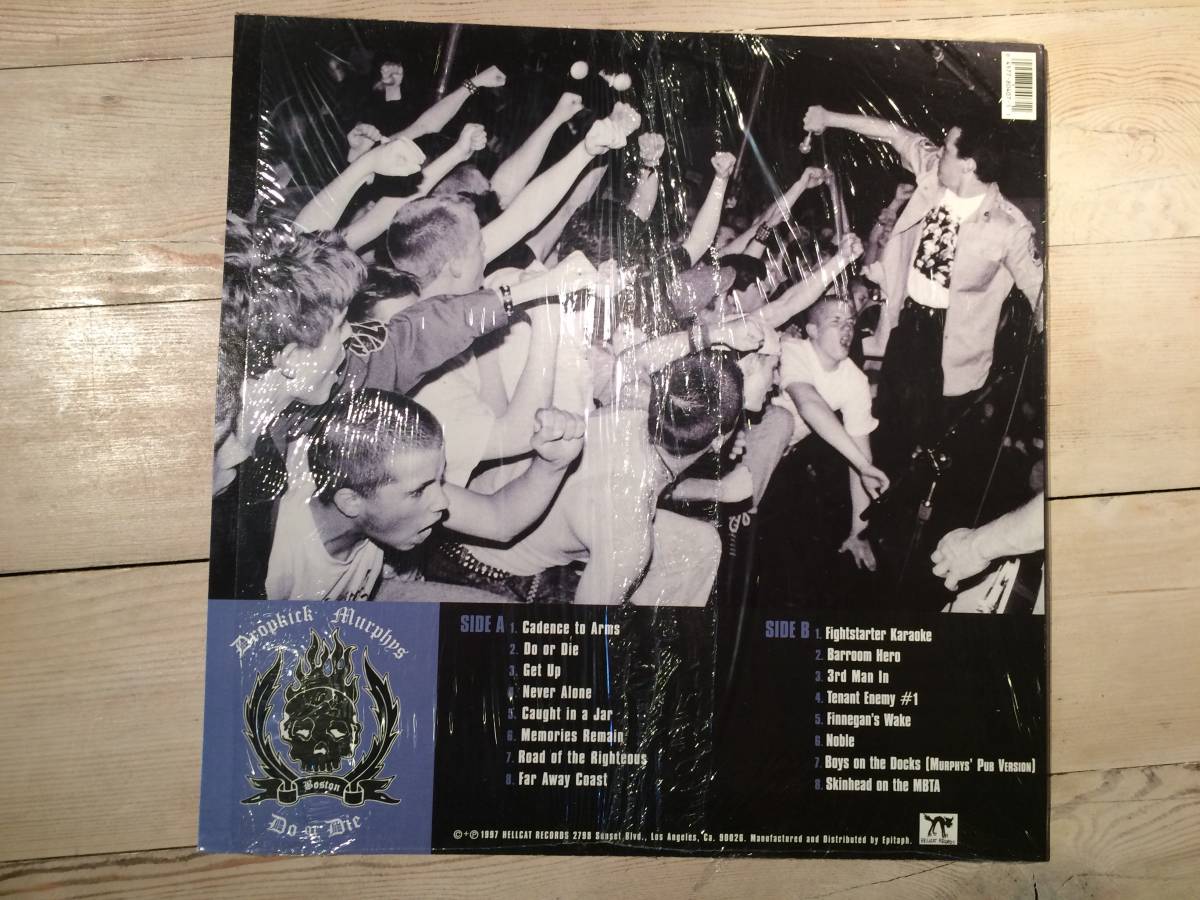 Dropkick Murphys
Boston
Do or Die
SIDE A
1. Cadence to Arms
2. Do or Die
3. Get Up
4. Never Alone
5. Caught in a Jar
6. Memories Remain
7. Road of the Righteous
8. Far Away Coast
SIDE B
1. Fightstarter Karaoke
2. Barroom Hero
3. 3rd Man In
4. Tenant Enemy #1
5. Finnegan's Wake
6. Noble
7. Boys on the Docks (Murphys' Pub Version)
8. Skinhead on the MBTA
©+℗ 1997 HELLCAT RECORDS 2798 Sunset Blvd., Los Angeles, Ca. 90026. Manufactured and Distributed by Epitaph.
HELLCAT RECORDS